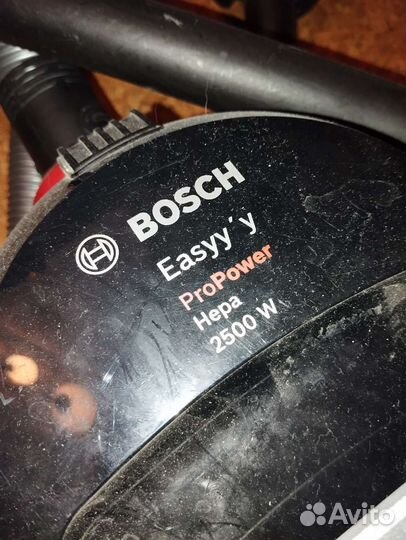 BOSCH
Easyy'y
ProPower
Hepa
2500 W
Avito